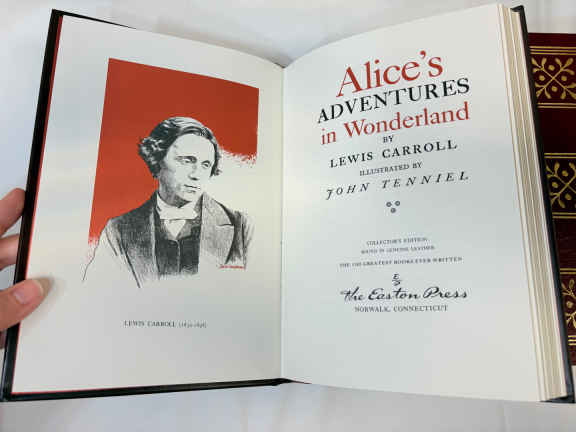 LEWIS CARROLL (1832-1898)
Alice's
ADVENTURES
in Wonderland
BY
LEWIS CARROLL
ILLUSTRATED BY
JOHN TENNIEL
COLLECTOR'S EDITION
BOUND IN GENUINE LEATHER
THE 100 GREATEST BOOKS EVER WRITTEN
The Easton Press
NORWALK, CONNECTICUT